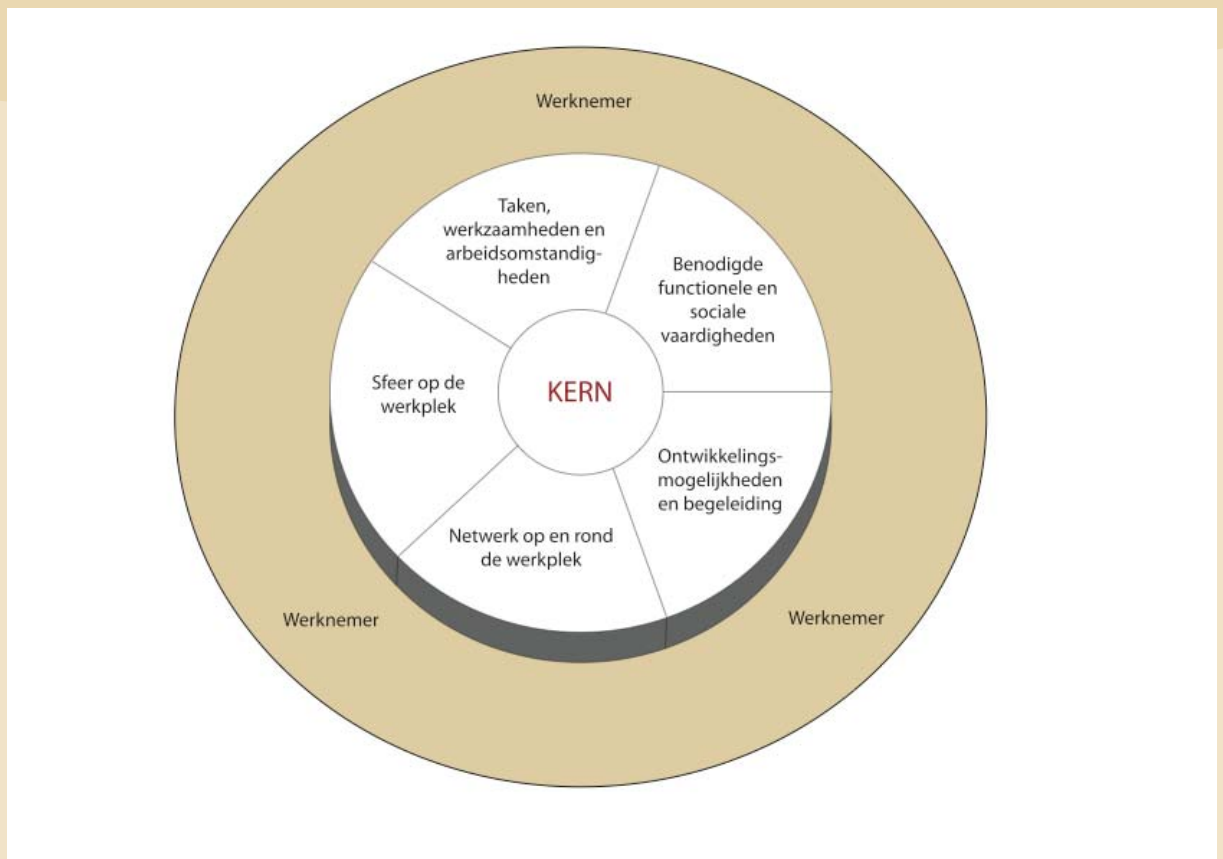 Werknemer
Taken,
werkzaamheden en
arbeidsomstandig-
heden
Benodigde
functionele en
sociale
vaardigheden
Sfeer op de
werkplek
KERN
Ontwikkelings-
mogelijkheden
en begeleiding
Netwerk op en rond
de werkplek
Werknemer
Werknemer